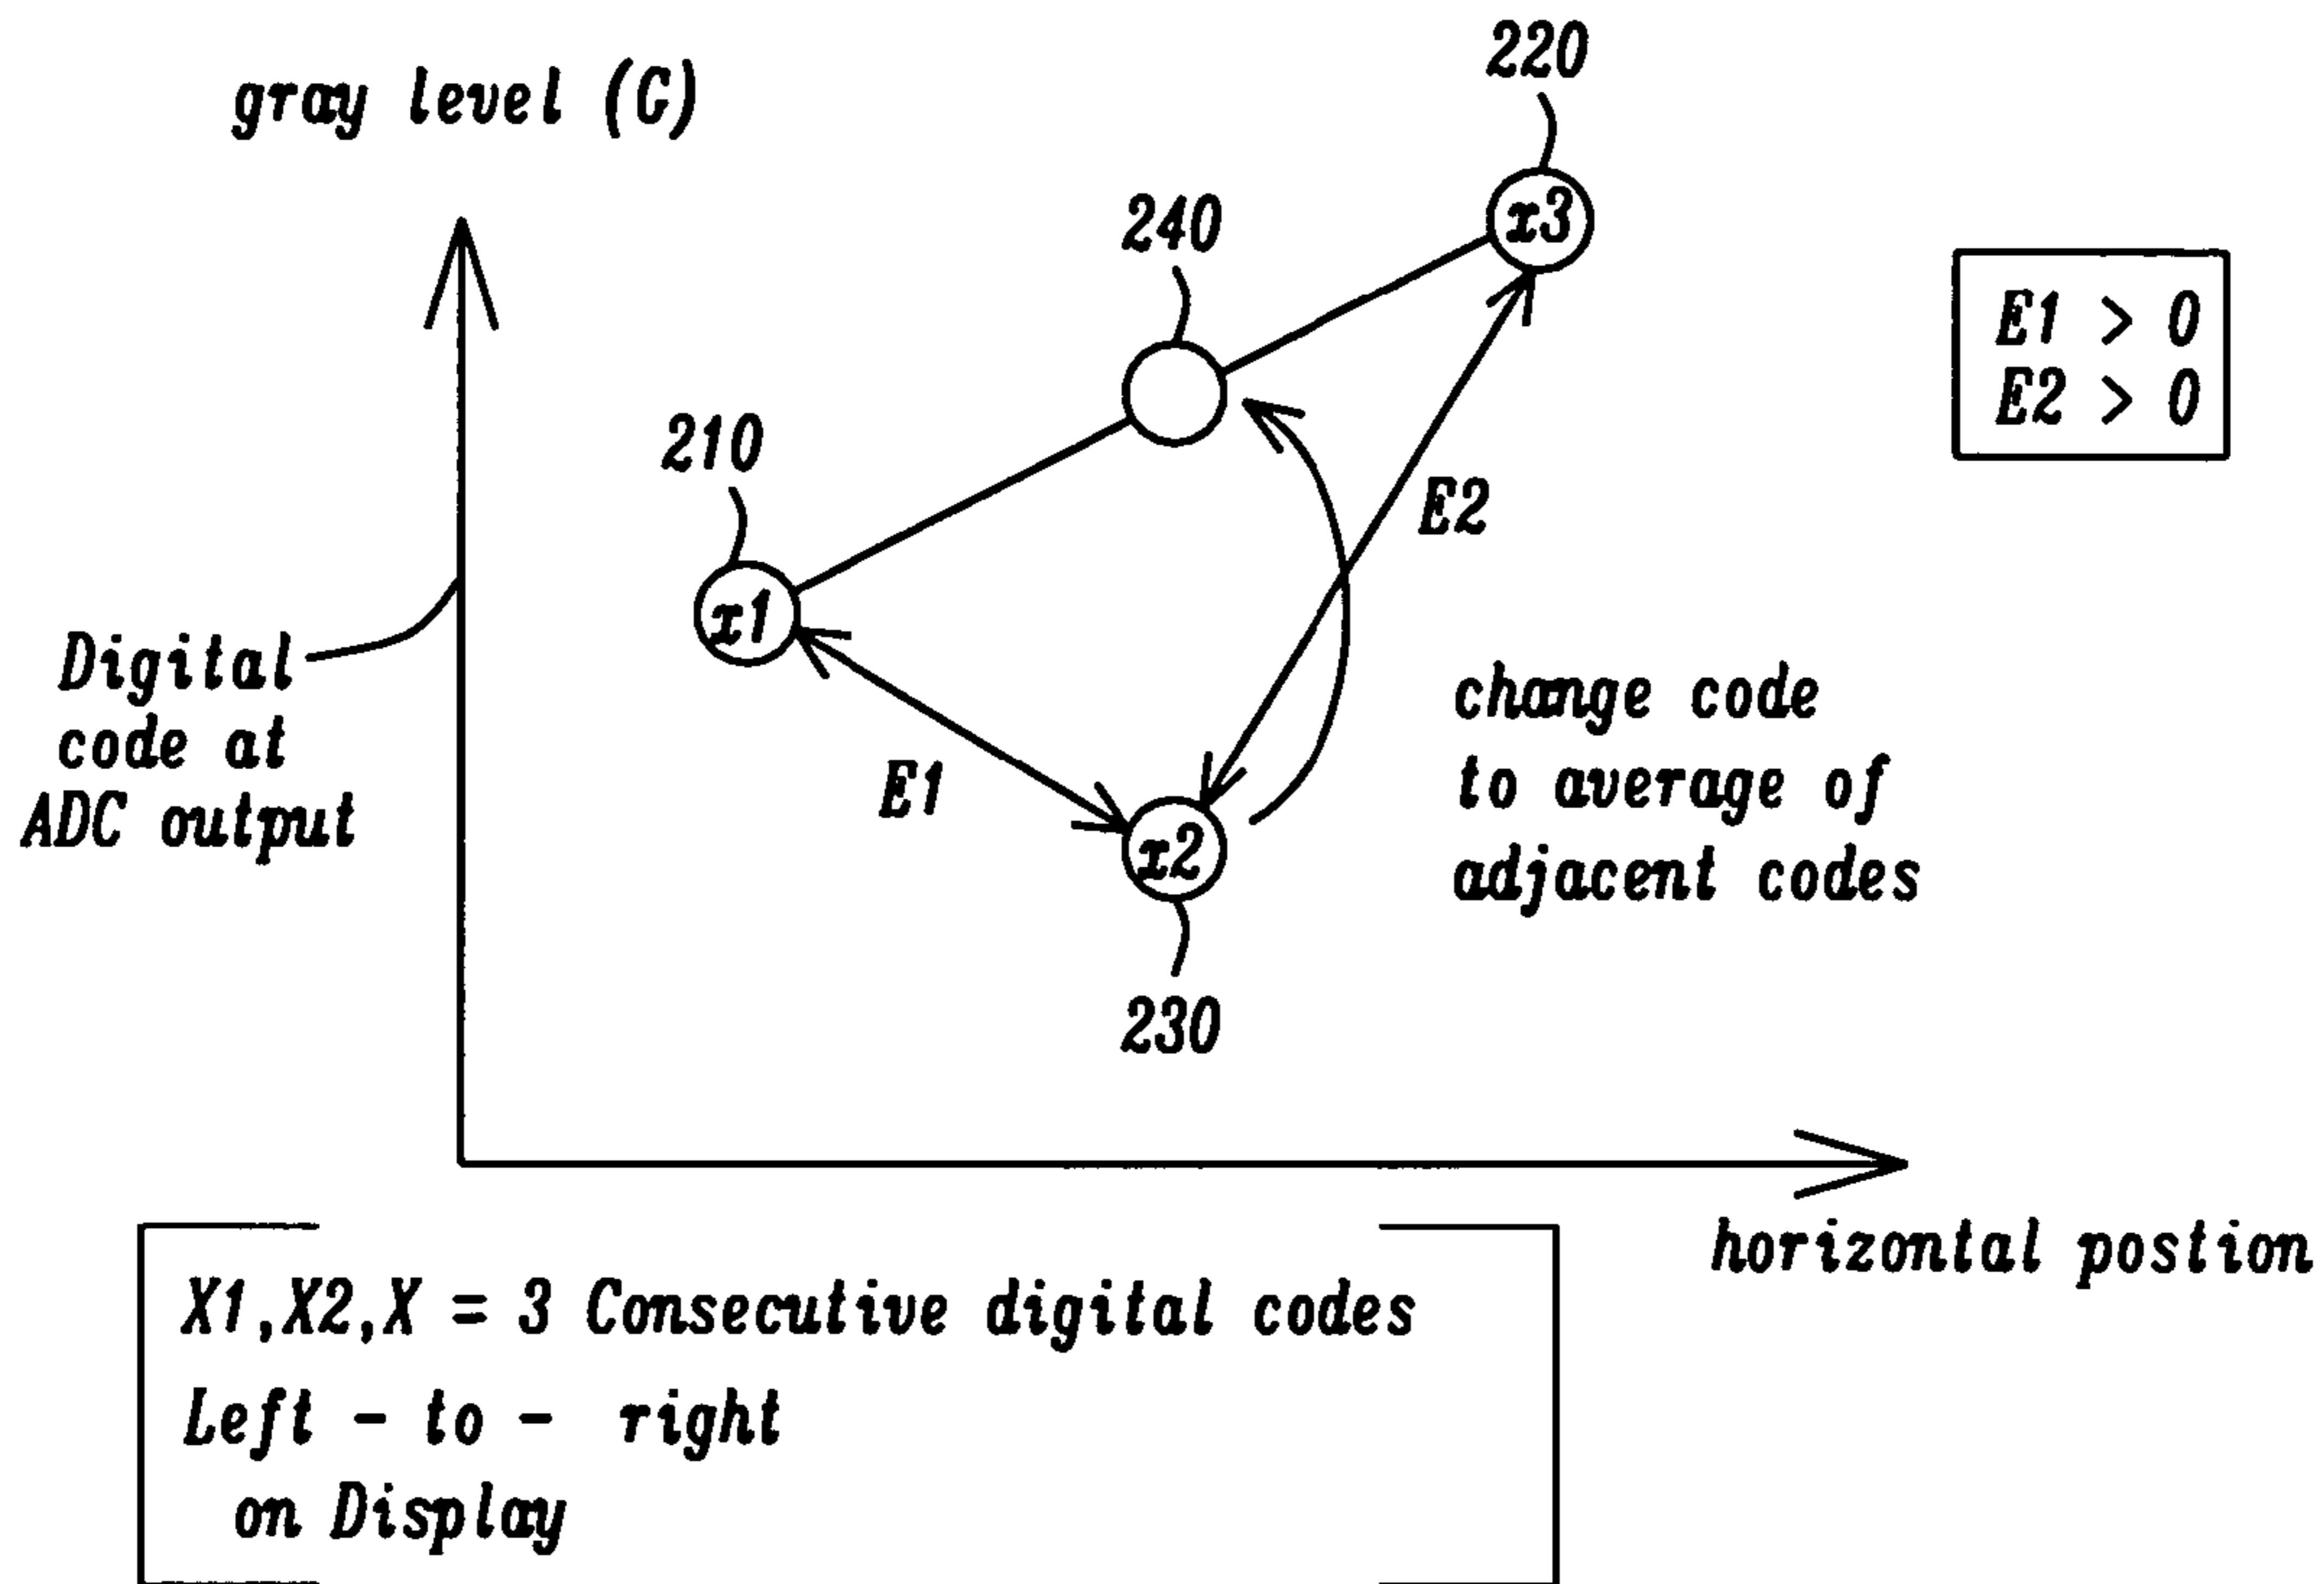 220
gray level (G)
240
E1 > 0
E2 > 0
x3
210
E2
x1
Digital
code at
ADC output
change code
to average of
adjacent codes
E1
x2
230
horizontal postion
X1,X2,X = 3 Consecutive digital codes
Left - to - right
on Display